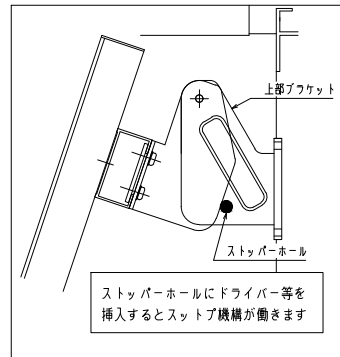 上部ブラケット
ストッパーホール
ストッパーホールにドライバー等を
挿入するとスットプ機構が働きます